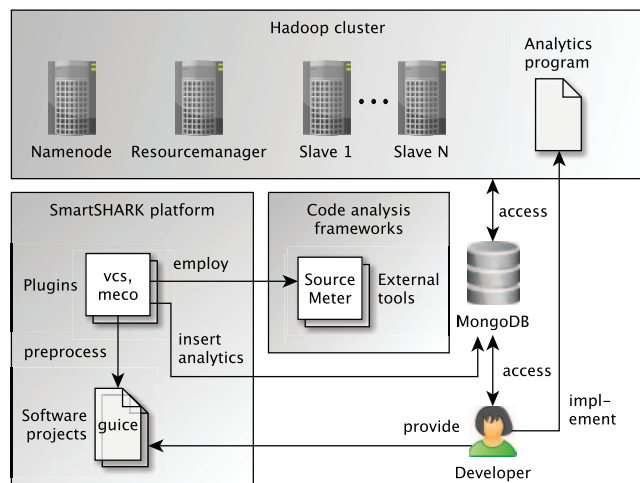 Hadoop cluster
Analytics
program
Namenode
Resourcemanager
Slave 1
Slave N
SmartSHARK platform
Code analysis
frameworks
access
Plugins
vcs,
meco
employ
Source
Meter
External
tools
MongoDB
preprocess
insert
analytics
access
Software
projects
guice
provide
impl-
ement
Developer